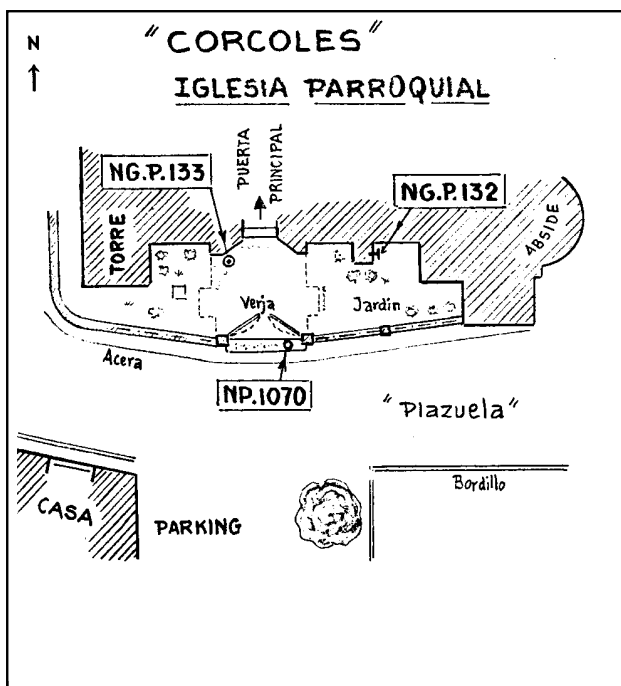 N
"CORCOLES"
IGLESIA PARROQUIAL
PUERTA
PRINCIPAL
NG.P.133
NG.P.132
TORRE
ABSIDE
Verja
Jardín
Acera
NP.1070
"Plazuela"
CASA
PARKING
Bordillo